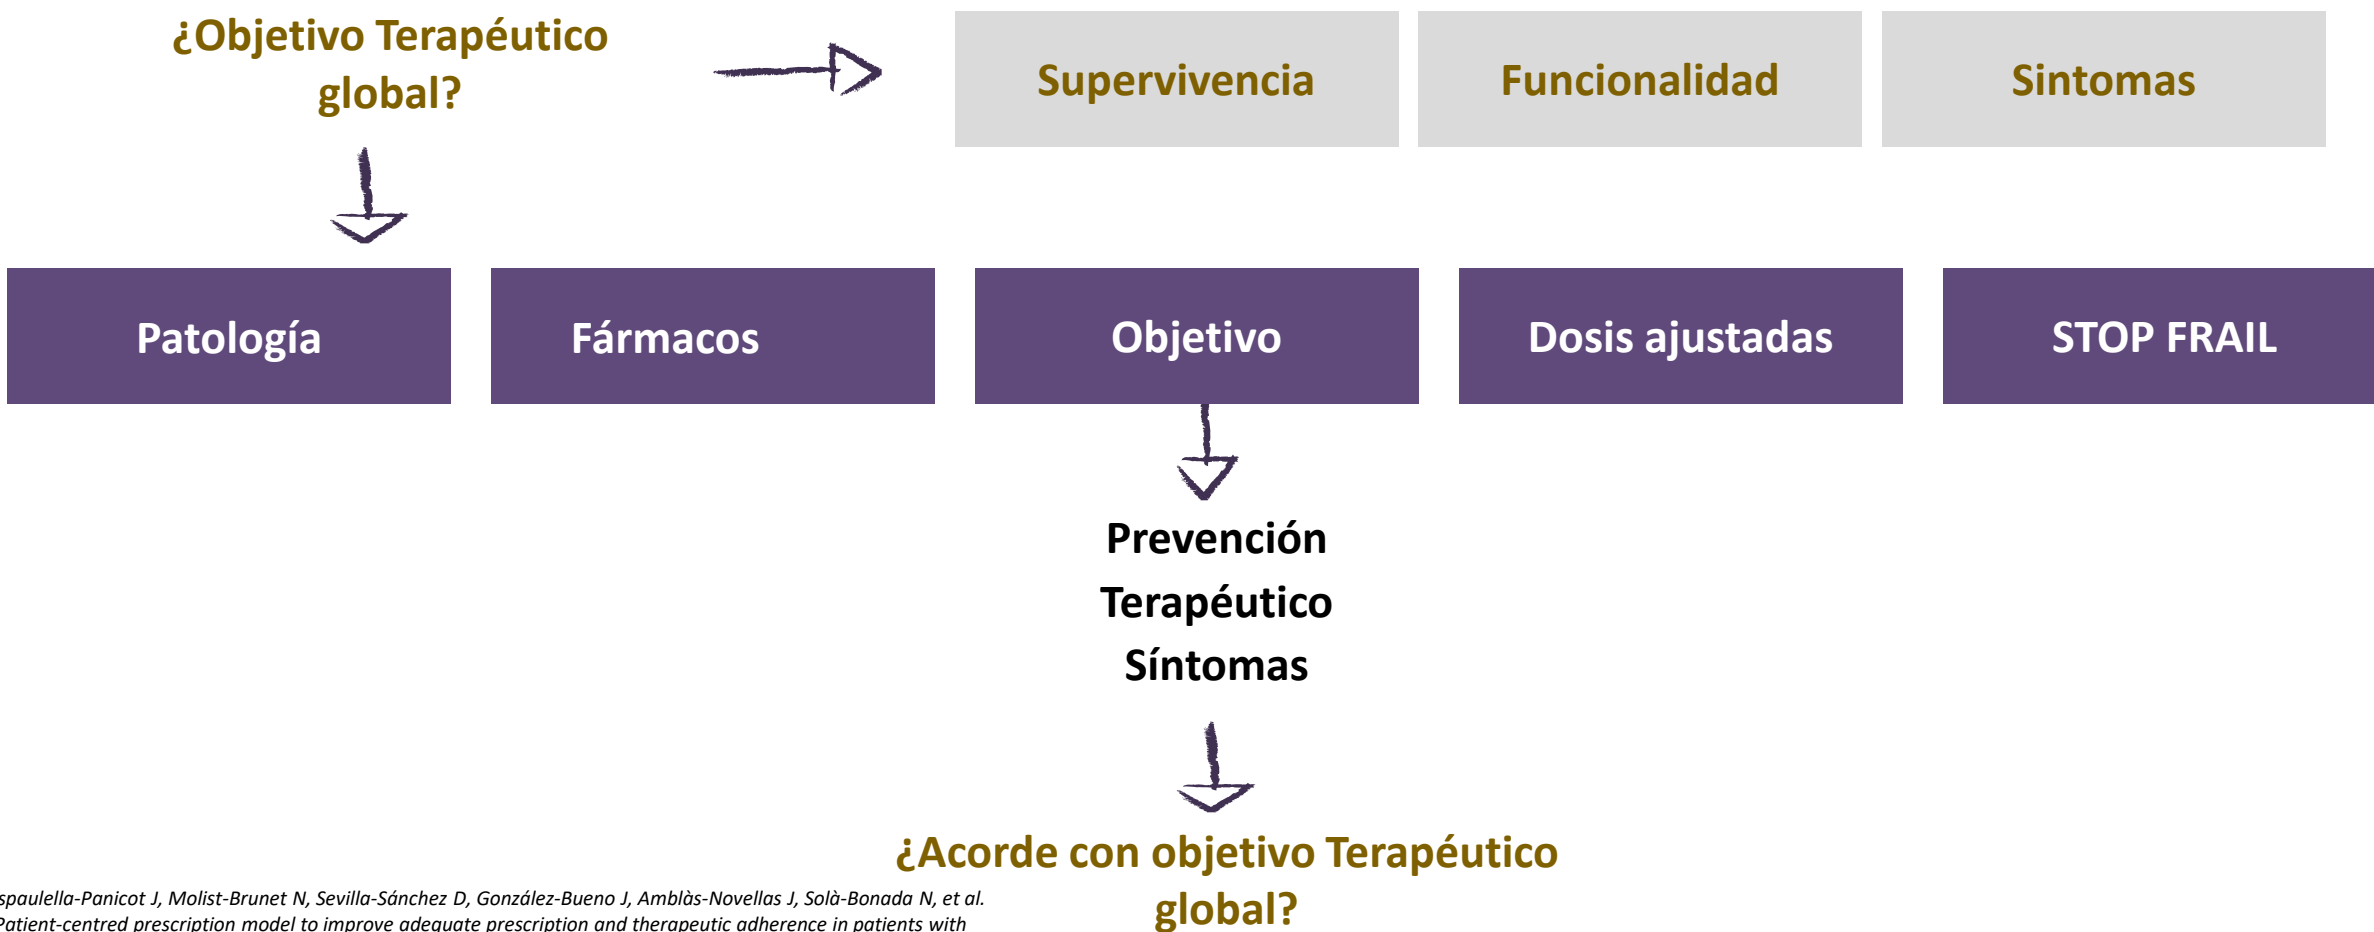 ¿Objetivo Terapéutico
global?
Supervivencia
Funcionalidad
Sintomas
Patología
Fármacos
Objetivo
Dosis ajustadas
STOP FRAIL
Prevención
Terapéutico
Síntomas
¿Acorde con objetivo Terapéutico
global?
spaulella-Panicot J, Molist-Brunet N, Sevilla-Sánchez D, González-Bueno J, Amblàs-Novellas J, Solà-Bonada N, et al.
Patient-centred prescription model to improve adequate prescription and therapeutic adherence in patients with